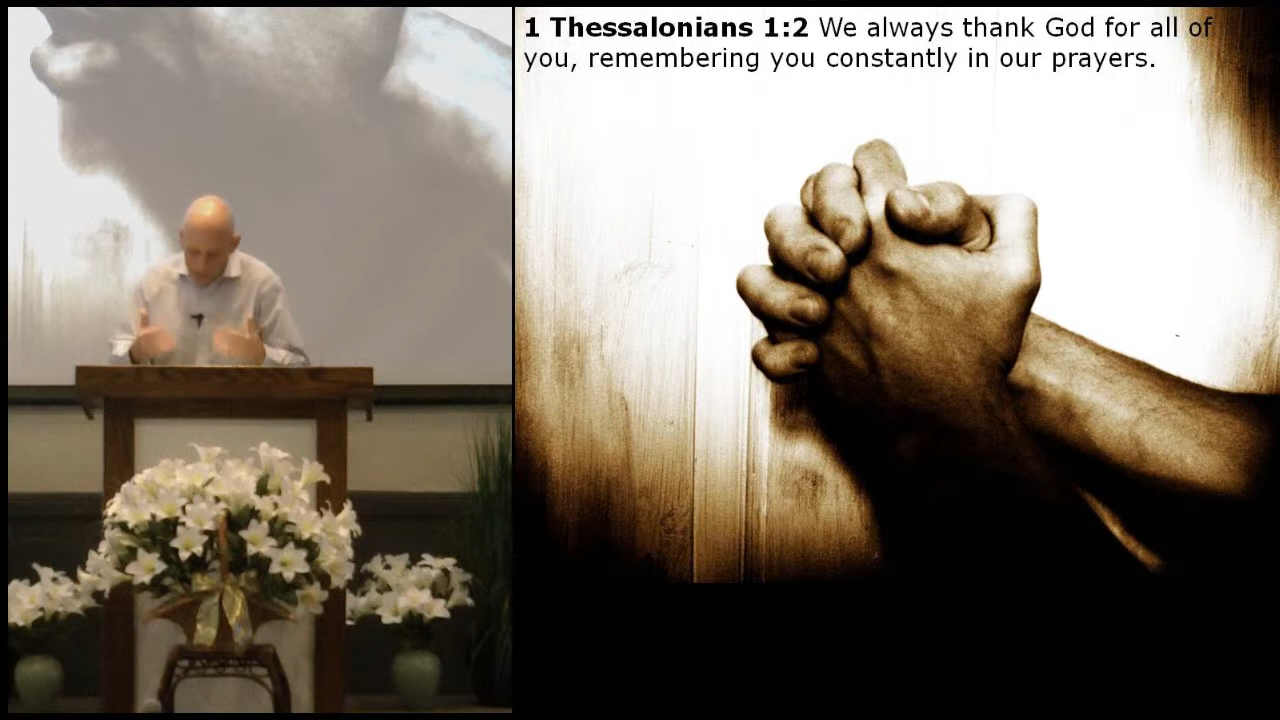 1 Thessalonians 1:2 We always thank God for all of
you, remembering you constantly in our prayers.